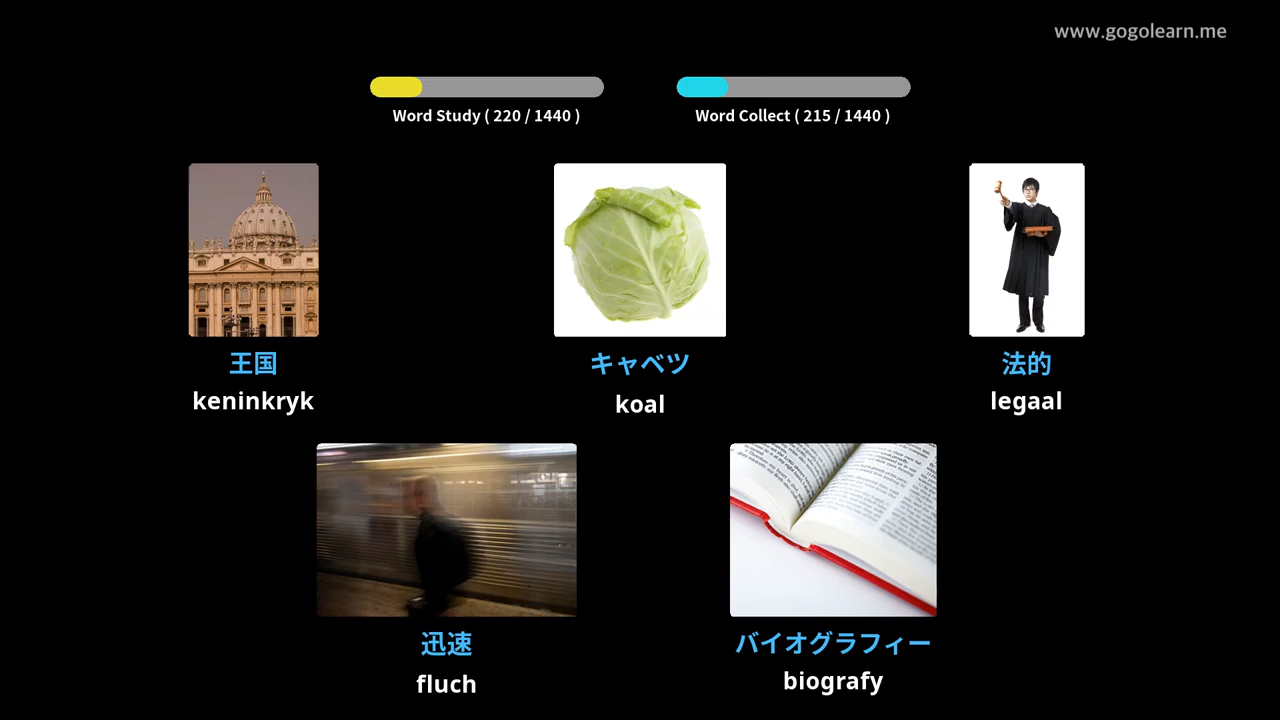 www.gogolearn.me
Word Study ( 220 / 1440 )
Word Collect ( 215 / 1440 )
王国
keninkryk
キャベツ
koal
法的
legaal
迅速
fluch
バイオグラフィー
biografy